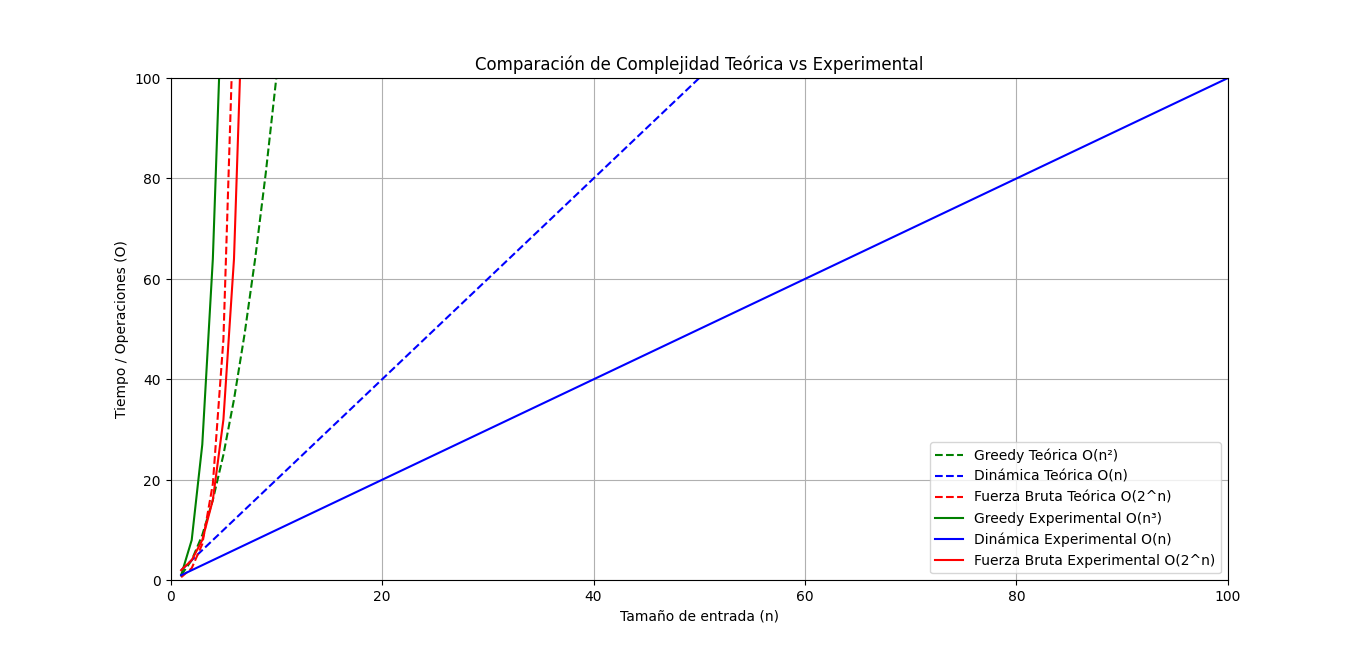 Comparación de Complejidad Teórica vs Experimental
Tiempo / Operaciones (O)
100
80
60
40
20
0
0 20 40 60 80 100
Tamaño de entrada (n)
Greedy Teórica O(n²)
Dinámica Teórica O(n)
Fuerza Bruta Teórica O(2^n)
Greedy Experimental O(n³)
Dinámica Experimental O(n)
Fuerza Bruta Experimental O(2^n)